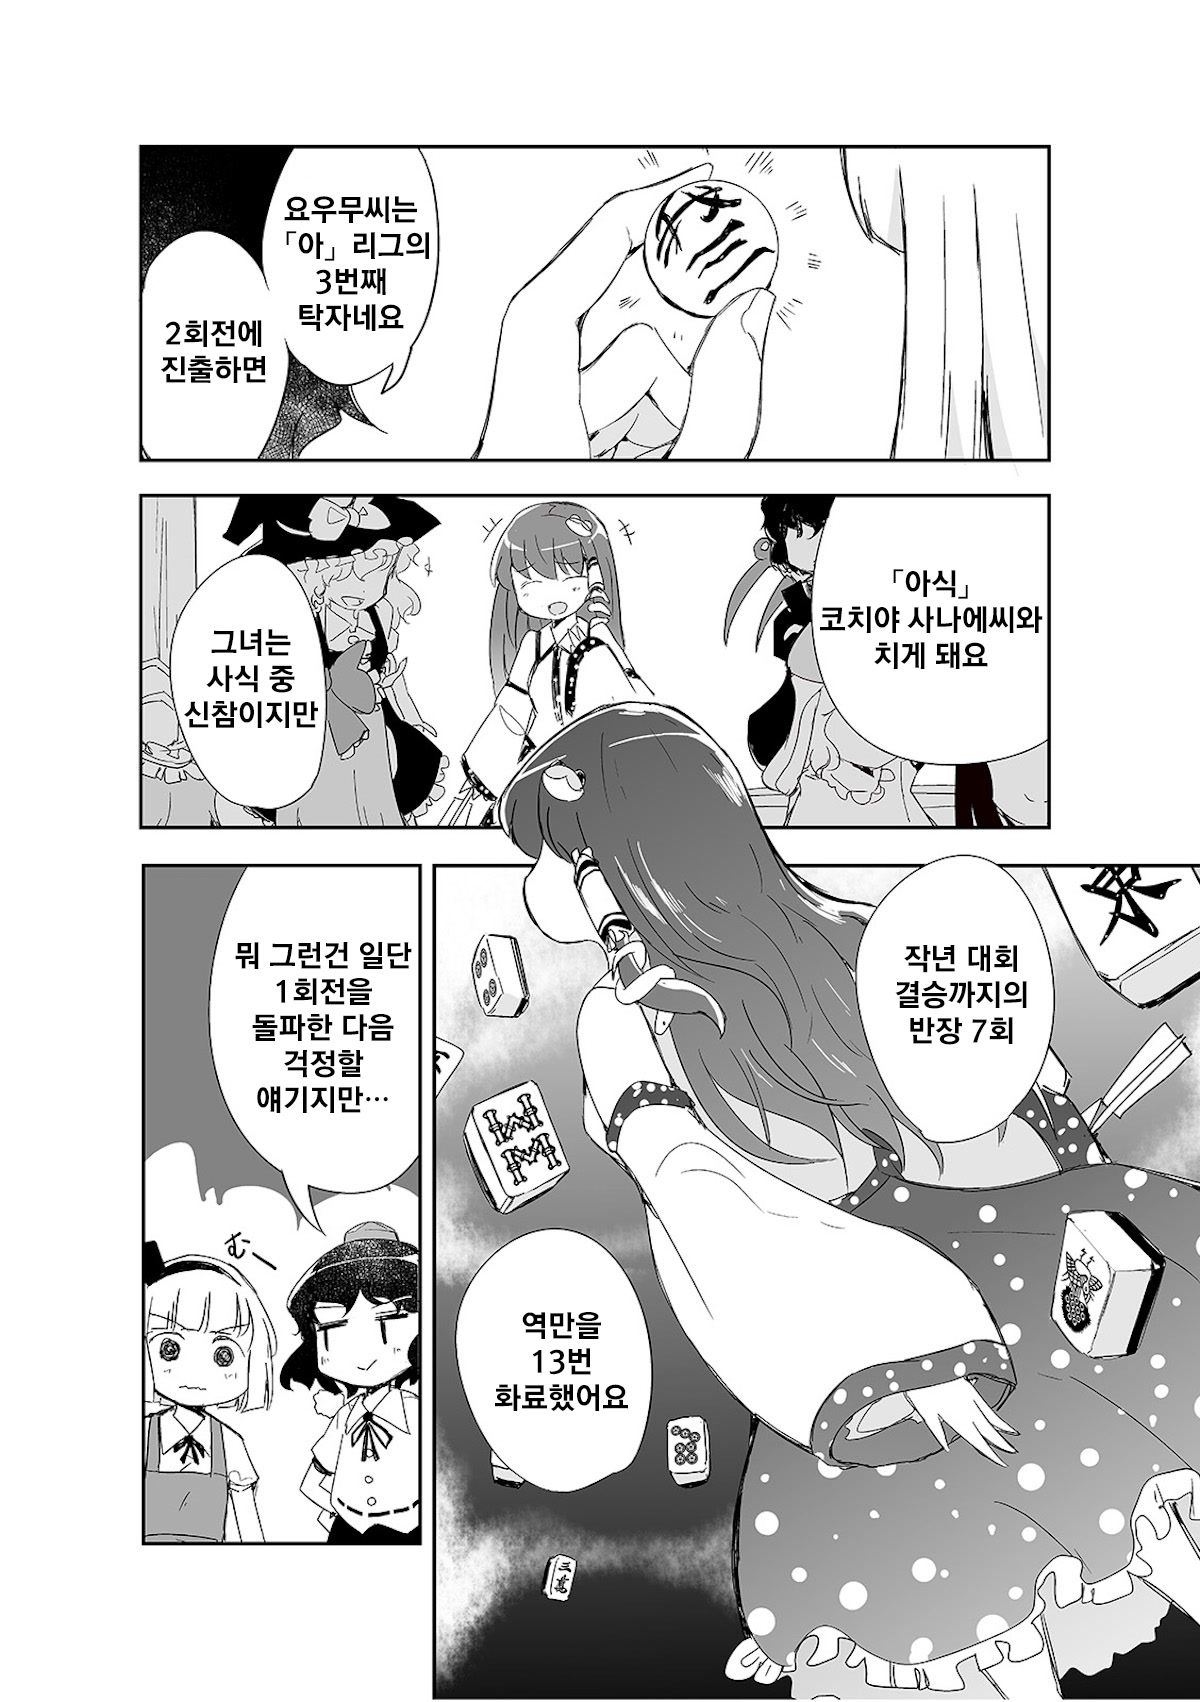 요우무씨는
「아」리그의
3번째
탁자네요
2회전에
진출하면
「아식」
코치야 사나에씨와
치게 돼요
그녀는
사식 중
신참이지만
작년 대회
결승까지의
반장 7회
역만을
13번
화료했어요
뭐 그런건 일단
1회전을
돌파한 다음
걱정할
얘기지만…
むー
東
三
萬